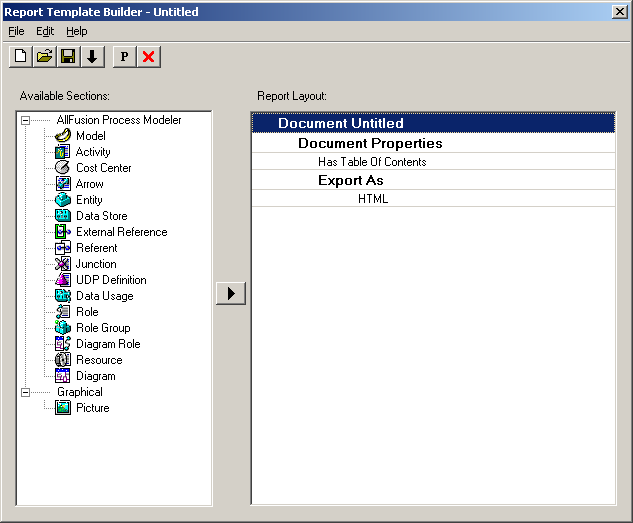 Report Template Builder - Untitled
File Edit Help
P
Available Sections:
AllFusion Process Modeler
Model
Activity
Cost Center
Arrow
Entity
Data Store
External Reference
Referent
Junction
UDP Definition
Data Usage
Role
Role Group
Diagram Role
Resource
Diagram
Graphical
Picture
Report Layout:
Document Untitled
Document Properties
Has Table Of Contents
Export As
HTML